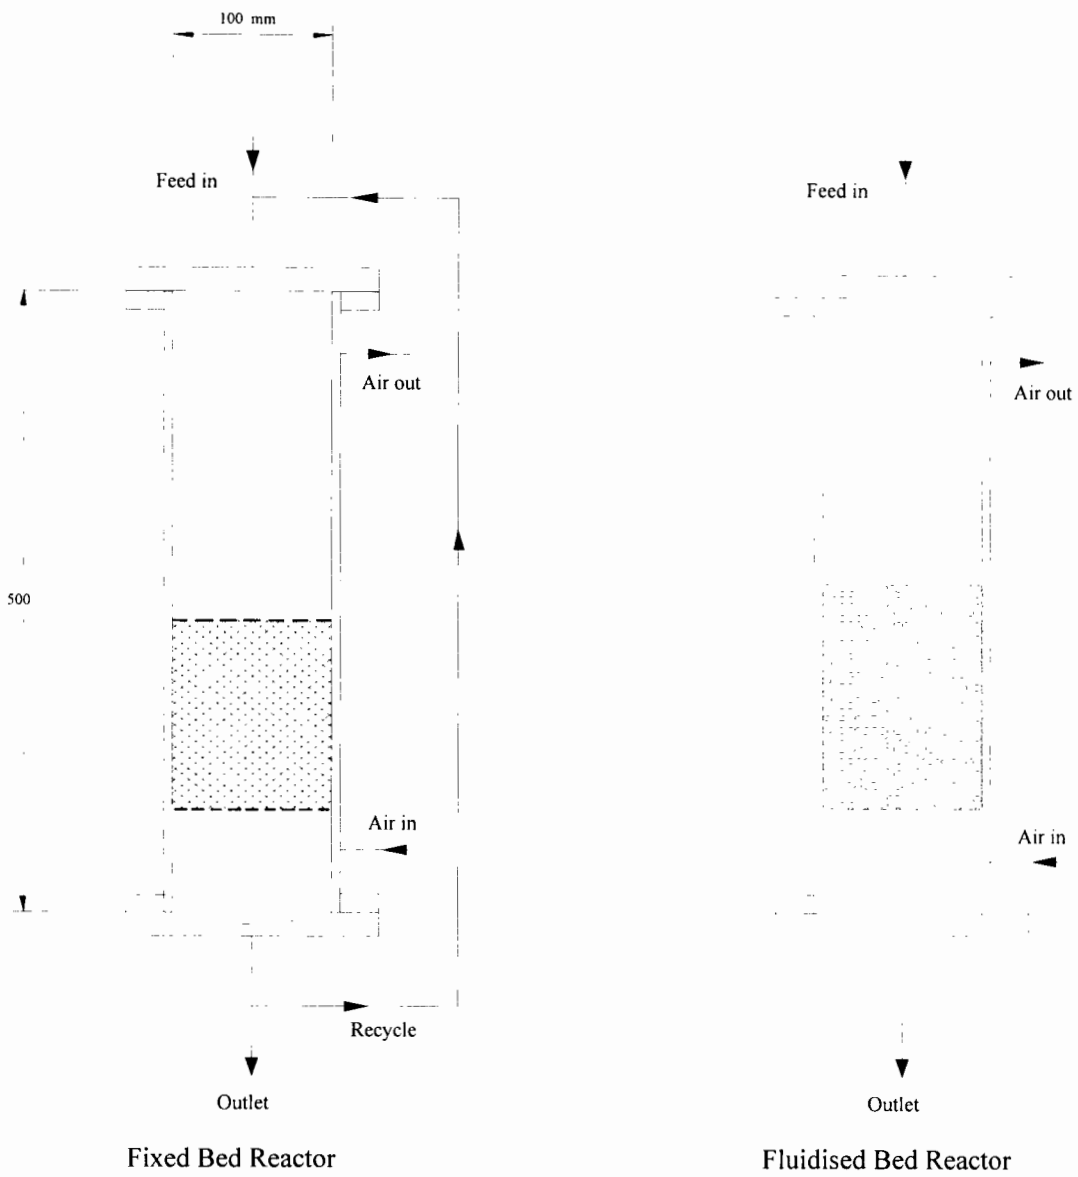 100 mm
Feed in
Feed in
Air out
Air out
500
Air in
Air in
Recycle
Outlet
Outlet
Fixed Bed Reactor
Fluidised Bed Reactor